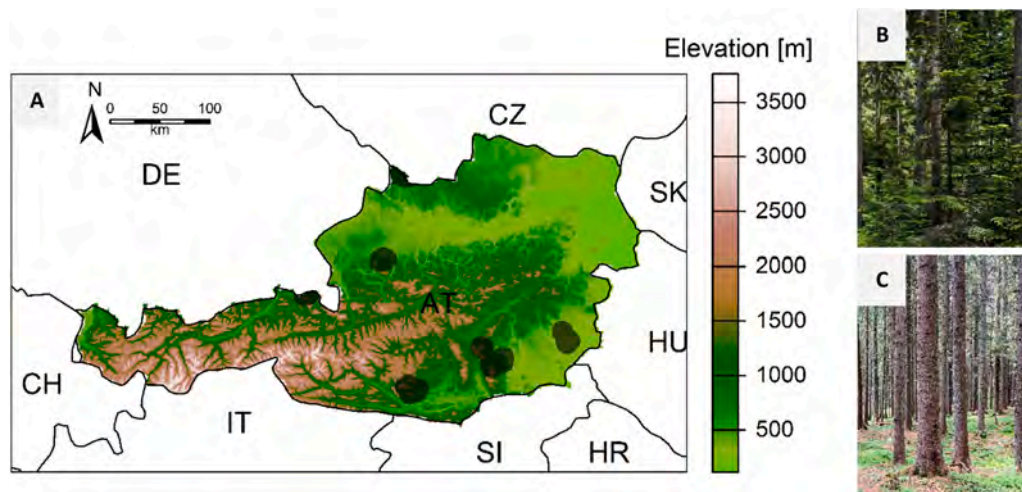 A
N
0 50 100
km
DE
CZ
SK
AT
HU
CH
IT
SI
HR
Elevation [m]
3500
3000
2500
2000
1500
1000
500
B
C